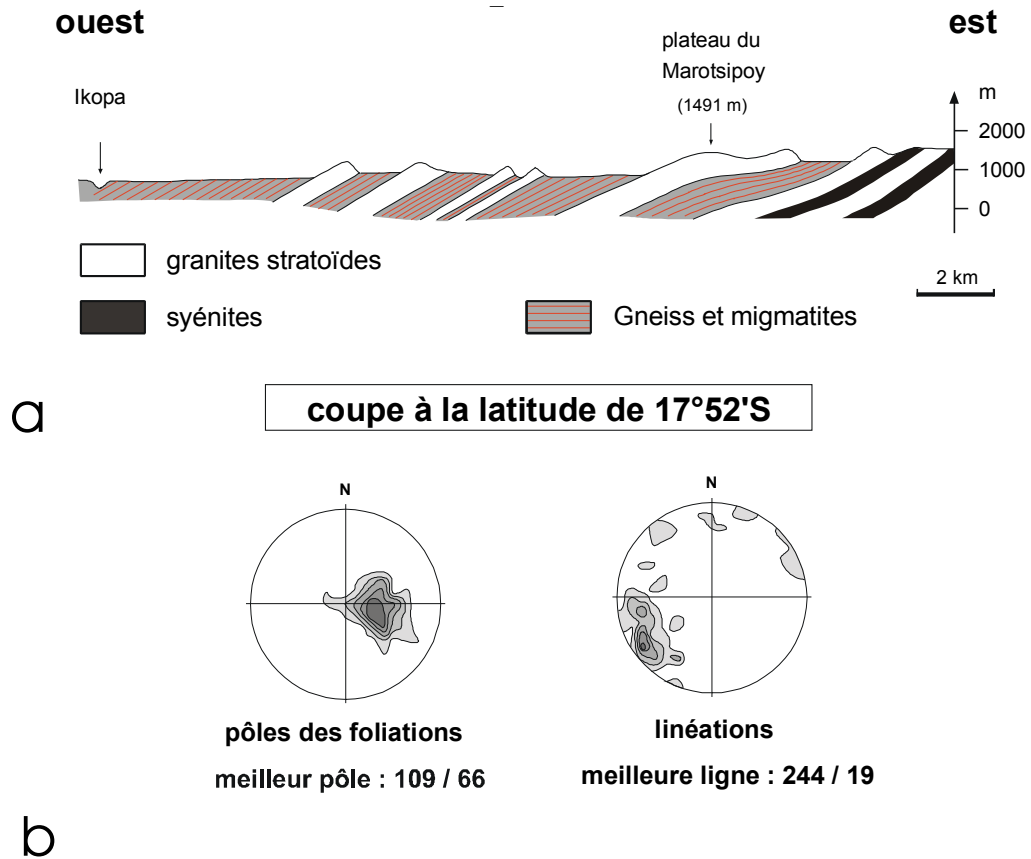 ouest
est
plateau du
Marotsipoy
(1491 m)
Ikopa
m
2000
1000
0
granites stratoïdes
2 km
syénites
Gneiss et migmatites
a
coupe à la latitude de 17°52'S
N
N
pôles des foliations
linéations
meilleur pôle : 109 / 66
meilleure ligne : 244 / 19
b